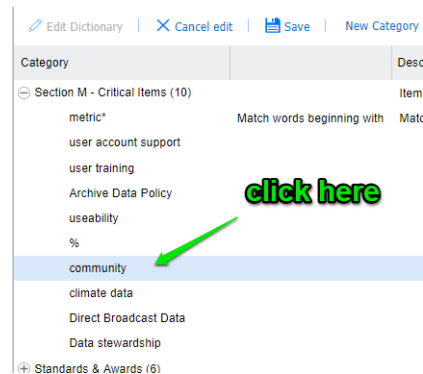 Edit Dictionary Cancel edit Save New Category
Category Desc
Section M - Critical Items (10) Item
metric* Match words beginning with Matc
user account support
user training
Archive Data Policy
click here
useability
%
community
climate data
Direct Broadcast Data
Data stewardship
Standards & Awards (6)